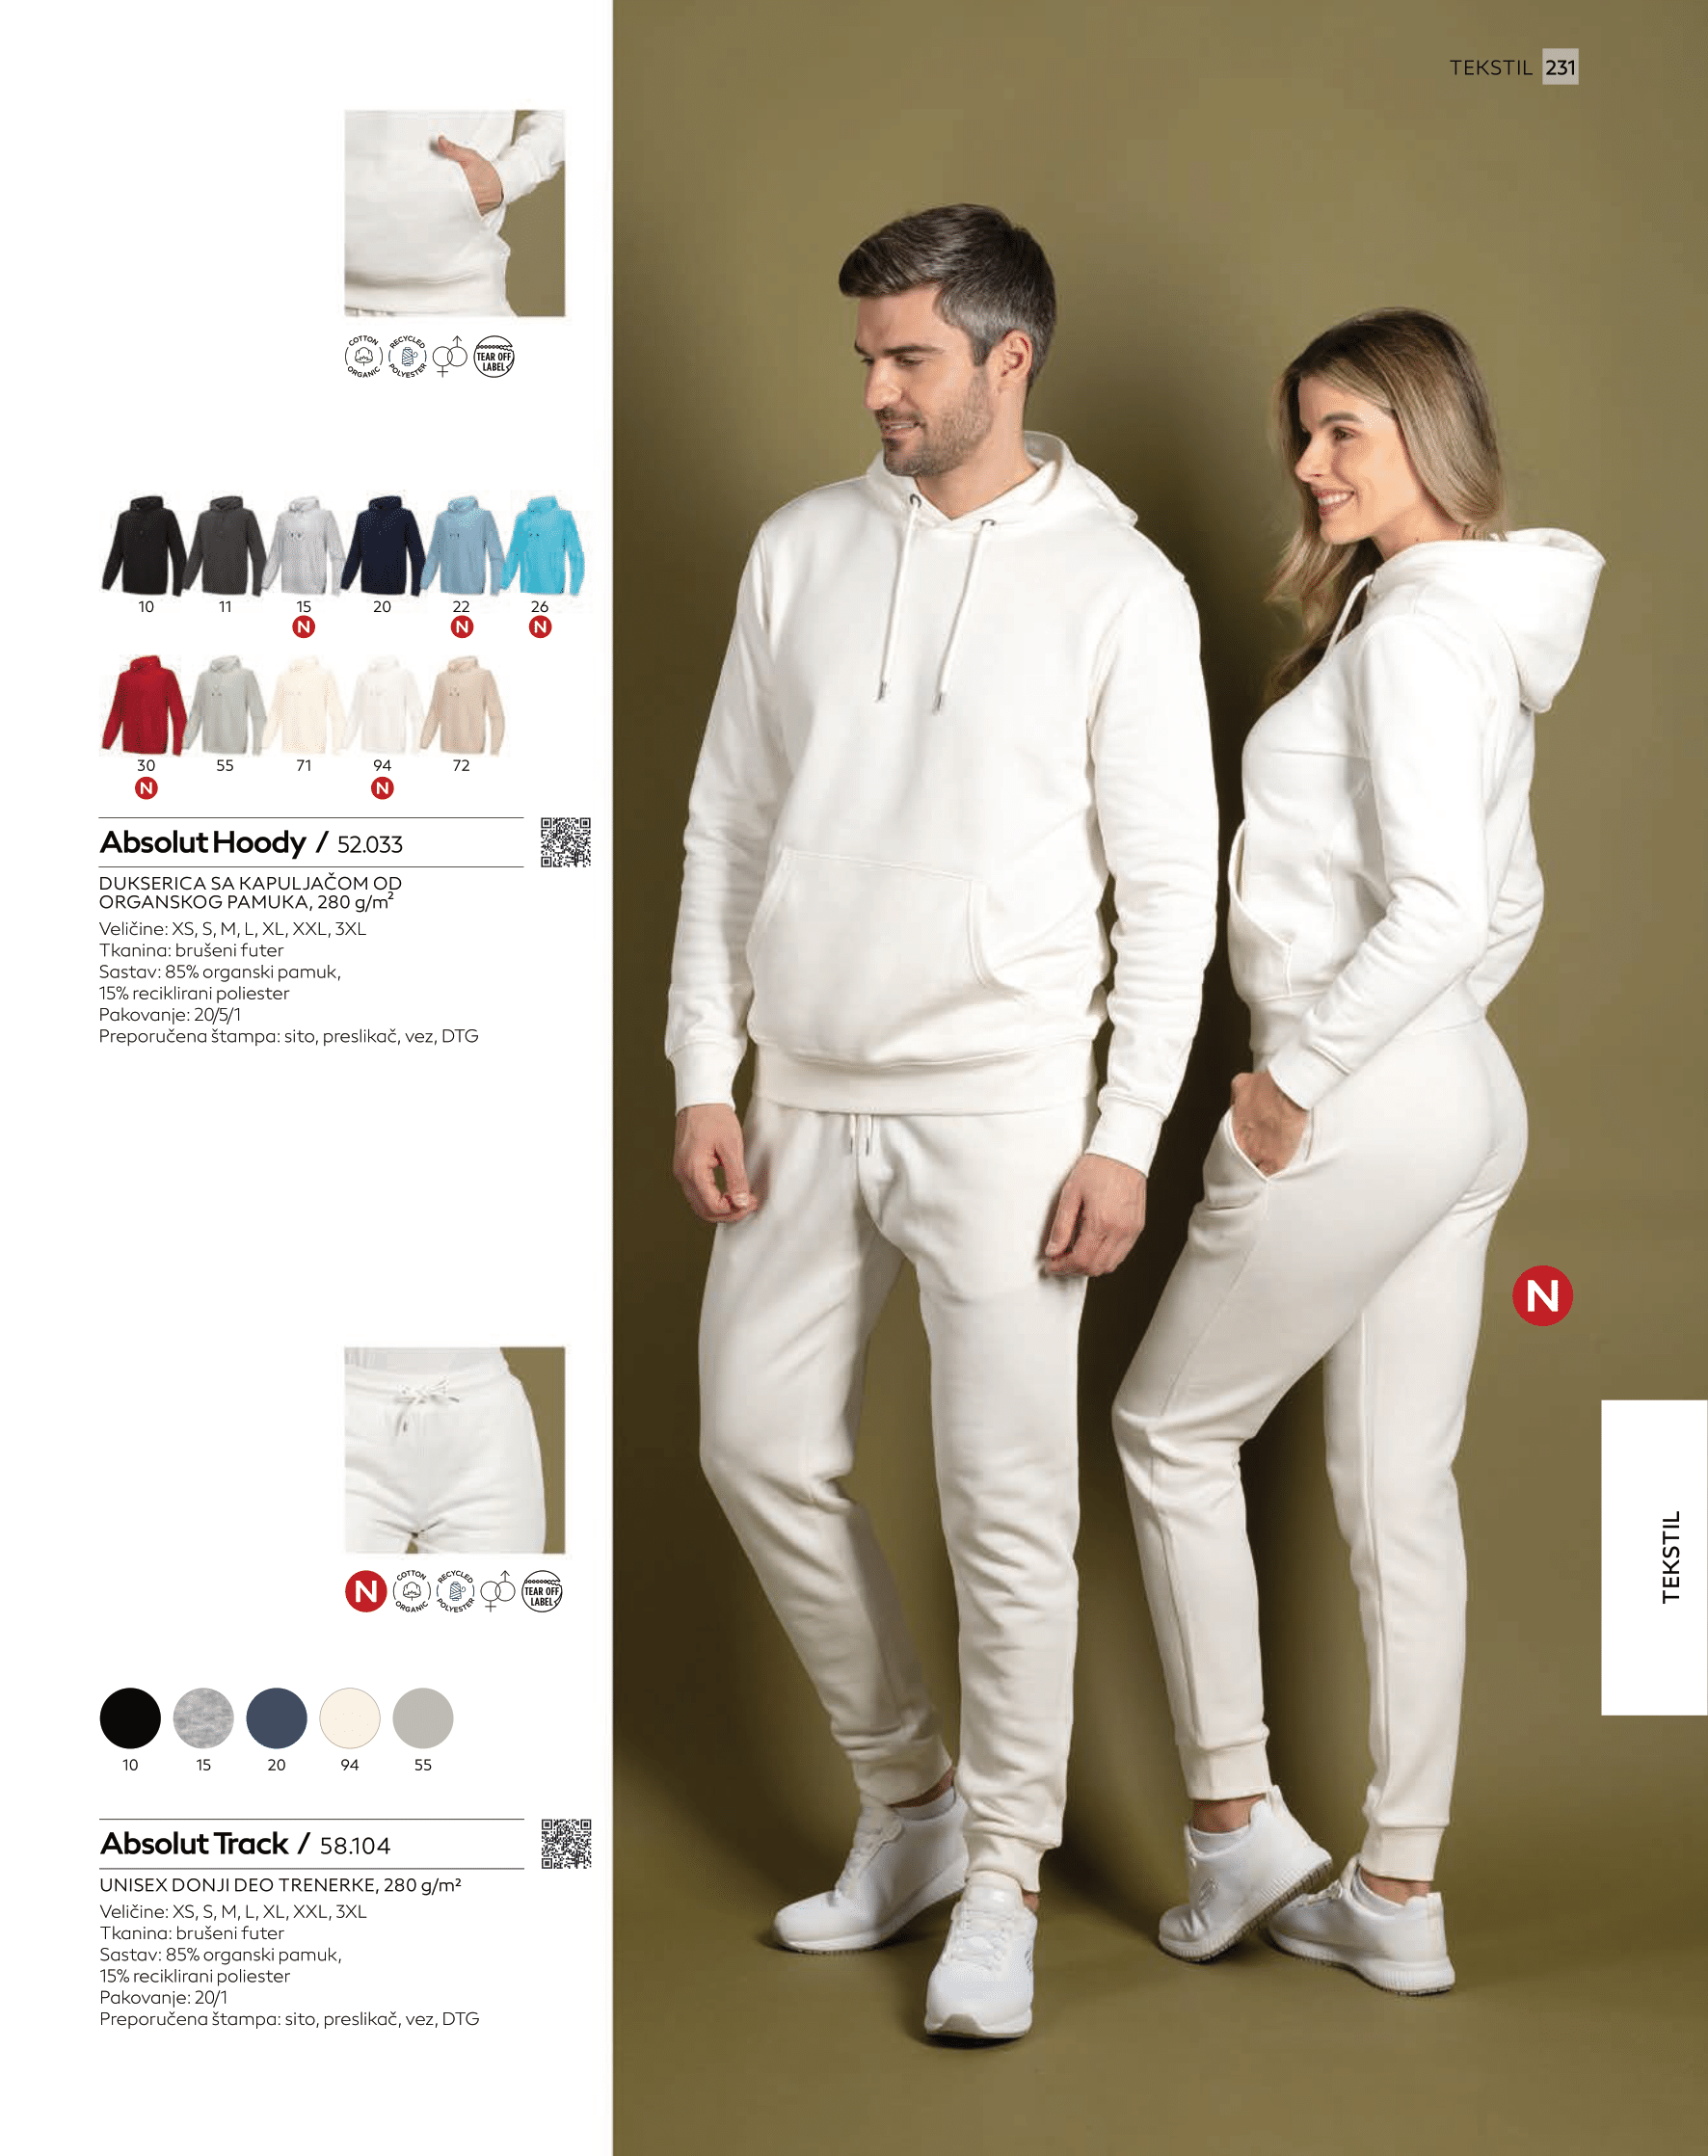 TEKSTIL 231
COTTON ORGANIC
RECYCLED POLYESTER
TEAR OFF
LABEL
10 11 15 20 22 26
N N N
30 55 71 94 72
N N
Absolut Hoody / 52.033
DUKSERICA SA KAPULJAČOM OD
ORGANSKOG PAMUKA, 280 g/m²
Veličine: XS, S, M, L, XL, XXL, 3XL
Tkanina: brušeni futer
Sastav: 85% organski pamuk,
15% reciklirani poliester
Pakovanje: 20/5/1
Preporučena štampa: sito, preslikač, vez, DTG
N
TEKSTIL
N
COTTON ORGANIC
RECYCLED POLYESTER
TEAR OFF
LABEL
10 15 20 94 55
Absolut Track / 58.104
UNISEX DONJI DEO TRENERKE, 280 g/m²
Veličine: XS, S, M, L, XL, XXL, 3XL
Tkanina: brušeni futer
Sastav: 85% organski pamuk,
15% reciklirani poliester
Pakovanje: 20/1
Preporučena štampa: sito, preslikač, vez, DTG